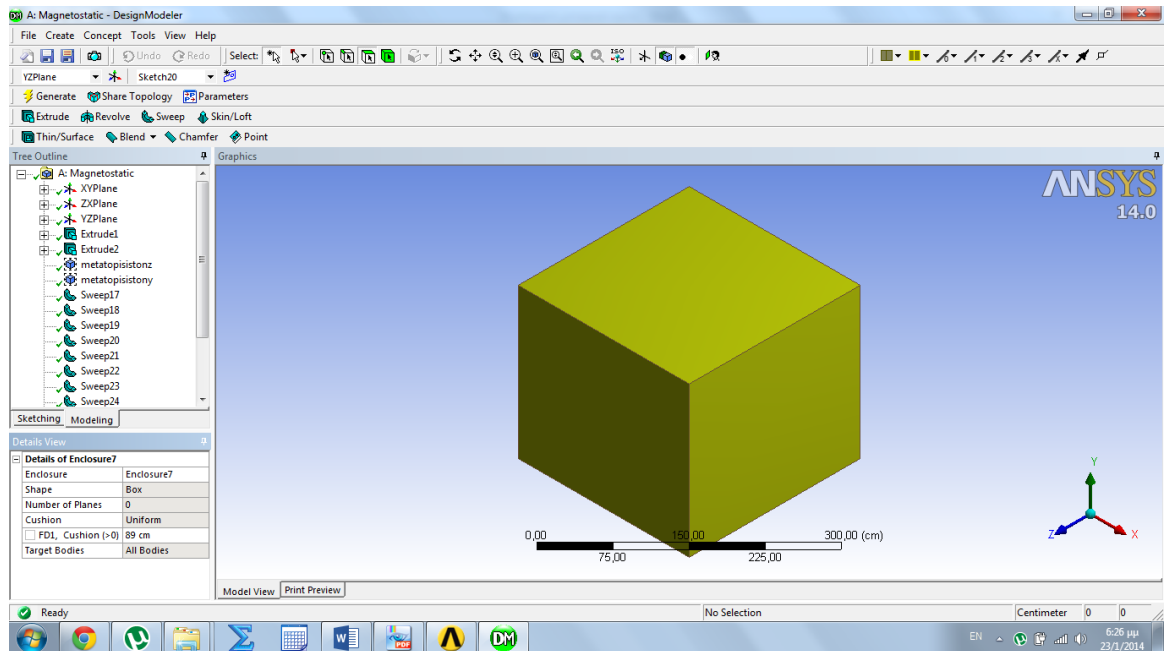 A: Magnetostatic - DesignModeler
File Create Concept Tools View Help
Undo Redo Select: ISO
YZPlane Sketch20
Generate Share Topology Parameters
Extrude Revolve Sweep Skin/Loft
Thin/Surface Blend Chamfer Point
Tree Outline
A: Magnetostatic
XYPlane
ZXPlane
YZPlane
Extrude1
Extrude2
metatopisistonz
metatopisistony
Sweep17
Sweep18
Sweep19
Sweep20
Sweep21
Sweep22
Sweep23
Sweep24
Sketching Modeling
Details View
Details of Enclosure7
Enclosure Enclosure7
Shape Box
Number of Planes 0
Cushion Uniform
FD1, Cushion (>0) 89 cm
Target Bodies All Bodies
Graphics
ANSYS
14.0
0,00 150,00 300,00 (cm)
75,00 225,00
Y
Z X
Model View Print Preview
Ready No Selection Centimeter 0 0
DM EN 6:26 μμ
23/1/2014